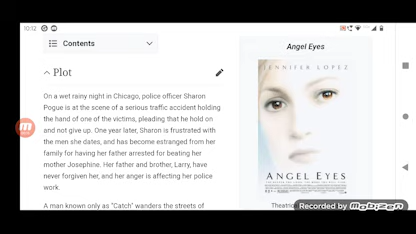 10:12
Contents
Plot
On a wet rainy night in Chicago, police officer Sharon
Pogue is at the scene of a serious traffic accident holding
the hand of one of the victims, pleading that he hold on
and not give up. One year later, Sharon is frustrated with
the men she dates, and has become estranged from her
family for having her father arrested for beating her
mother Josephine. Her father and brother, Larry, have
never forgiven her, and her anger is affecting her police
work.
A man known only as "Catch" wanders the streets of
Angel Eyes
JENNIFER LOPEZ
ANGEL EYES
Theatric
Recorded by Mobizen